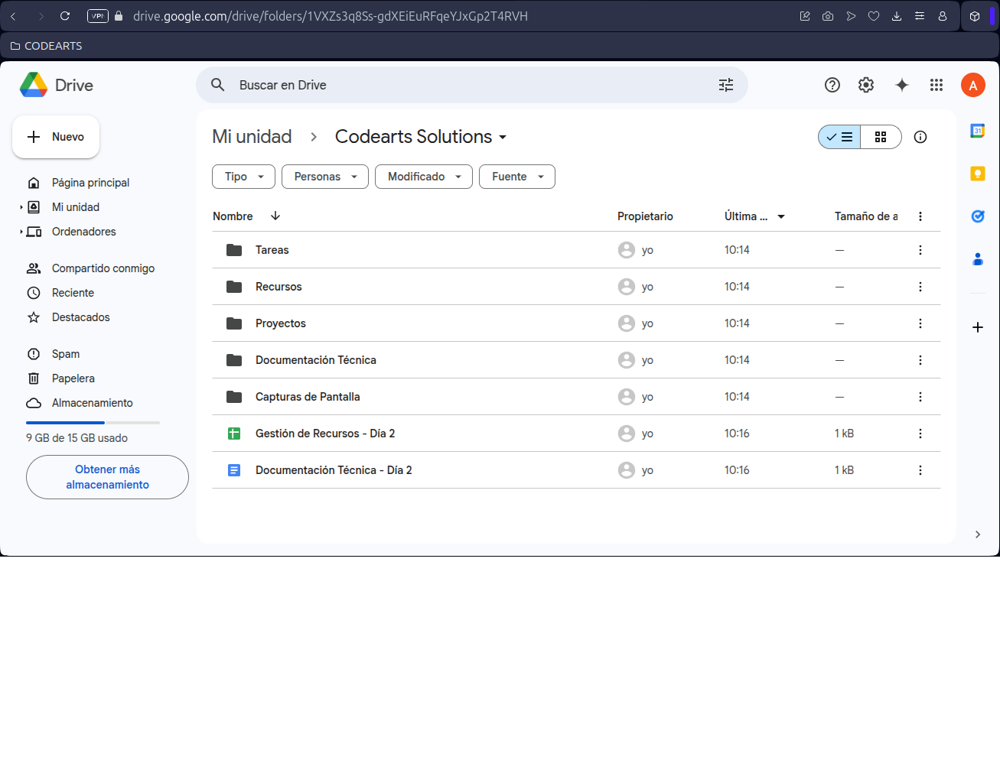 VPN drive.google.com/drive/folders/1VXZs3q8Ss-gdXEiEuRFqeYJxGp2T4RVH
CODEARTS
Drive
Buscar en Drive
A
Nuevo
Mi unidad
Codearts Solutions
Tipo
Personas
Modificado
Fuente
Página principal
Mi unidad
Ordenadores
Compartido conmigo
Reciente
Destacados
Spam
Papelera
Almacenamiento
9 GB de 15 GB usado
Obtener más
almacenamiento
Nombre Propietario Última ... Tamaño de a
Tareas yo 10:14 —
Recursos yo 10:14 —
Proyectos yo 10:14 —
Documentación Técnica yo 10:14 —
Capturas de Pantalla yo 10:14 —
Gestión de Recursos - Día 2 yo 10:16 1 kB
Documentación Técnica - Día 2 yo 10:16 1 kB
31